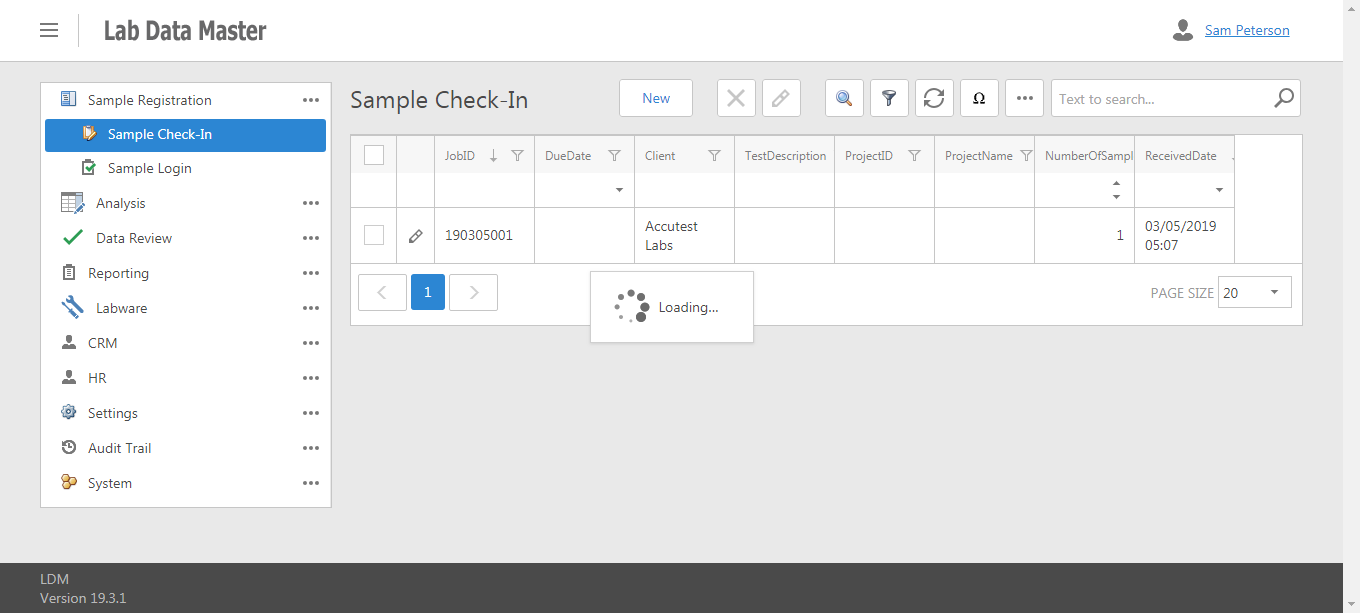 Lab Data Master
Sam Peterson
Sample Registration
Sample Check-In
Sample Login
Analysis
Data Review
Reporting
Labware
CRM
HR
Settings
Audit Trail
System
Sample Check-In
New
Ω
Text to search...
JobID DueDate Client TestDescription ProjectID ProjectName NumberOfSampl ReceivedDate
190305001 Accutest 1 03/05/2019
Labs 05:07
1
PAGE SIZE 20
Loading...
LDM
Version 19.3.1